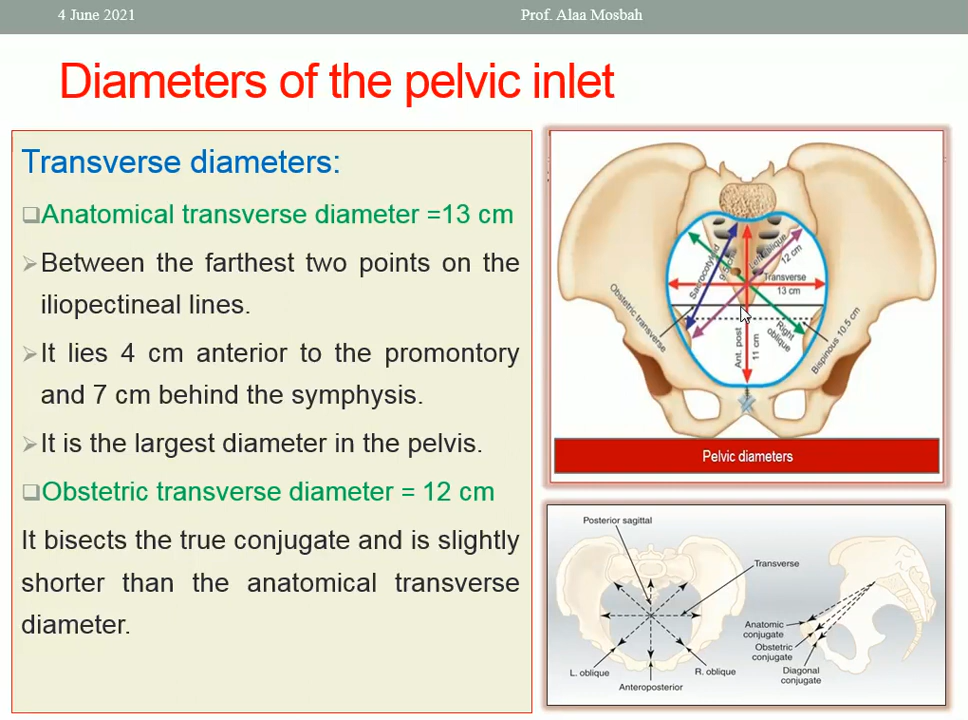 4 June 2021
Prof. Alaa Mosbah
Diameters of the pelvic inlet
Transverse diameters:
Anatomical transverse diameter =13 cm
Between the farthest two points on the
iliopectineal lines.
It lies 4 cm anterior to the promontory
and 7 cm behind the symphysis.
It is the largest diameter in the pelvis.
Obstetric transverse diameter = 12 cm
It bisects the true conjugate and is slightly
shorter than the anatomical transverse
diameter.
Sacrocotyloid
oblique
12 cm
Transverse
13 cm
Obstetric transverse
Ant. post
11 cm
Right
oblique
Bispinous 10.5 cm
Pelvic diameters
Posterior sagittal
Transverse
L. oblique
R. oblique
Anteroposterior
Anatomic
conjugate
Obstetric
conjugate
Diagonal
conjugate